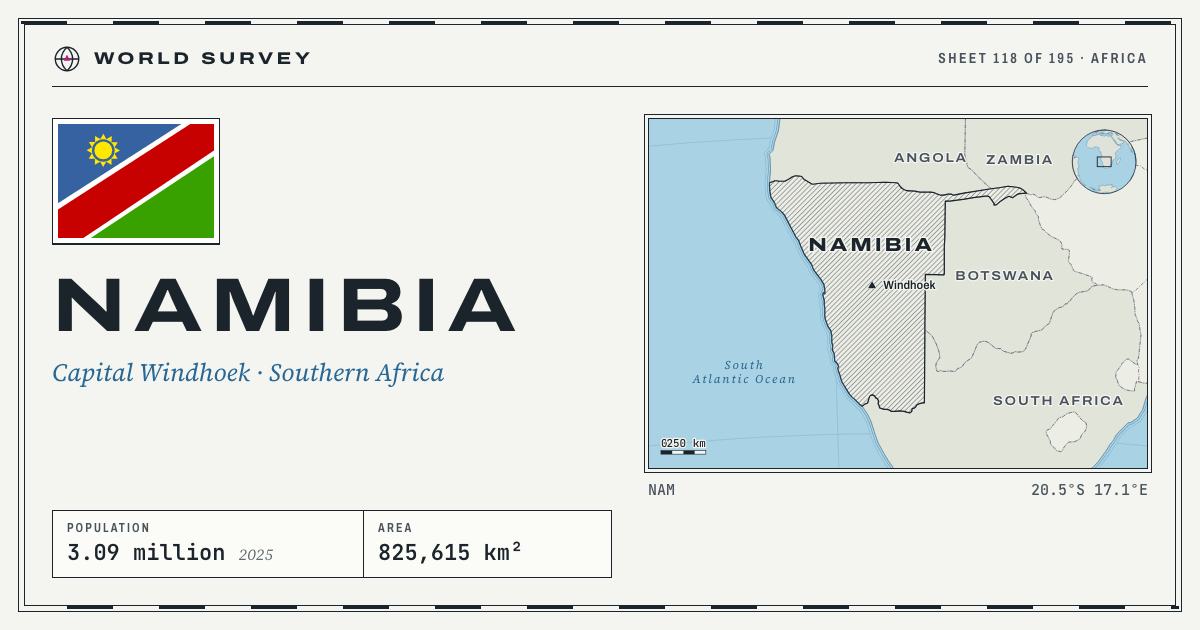 WORLD SURVEY
SHEET 118 OF 195 · AFRICA
NAMIBIA
Capital Windhoek · Southern Africa
POPULATION
3.09 million 2025
AREA
825,615 km²
ANGOLA
ZAMBIA
NAMIBIA
BOTSWANA
Windhoek
South
Atlantic Ocean
SOUTH AFRICA
0250 km
NAM
20.5°S 17.1°E